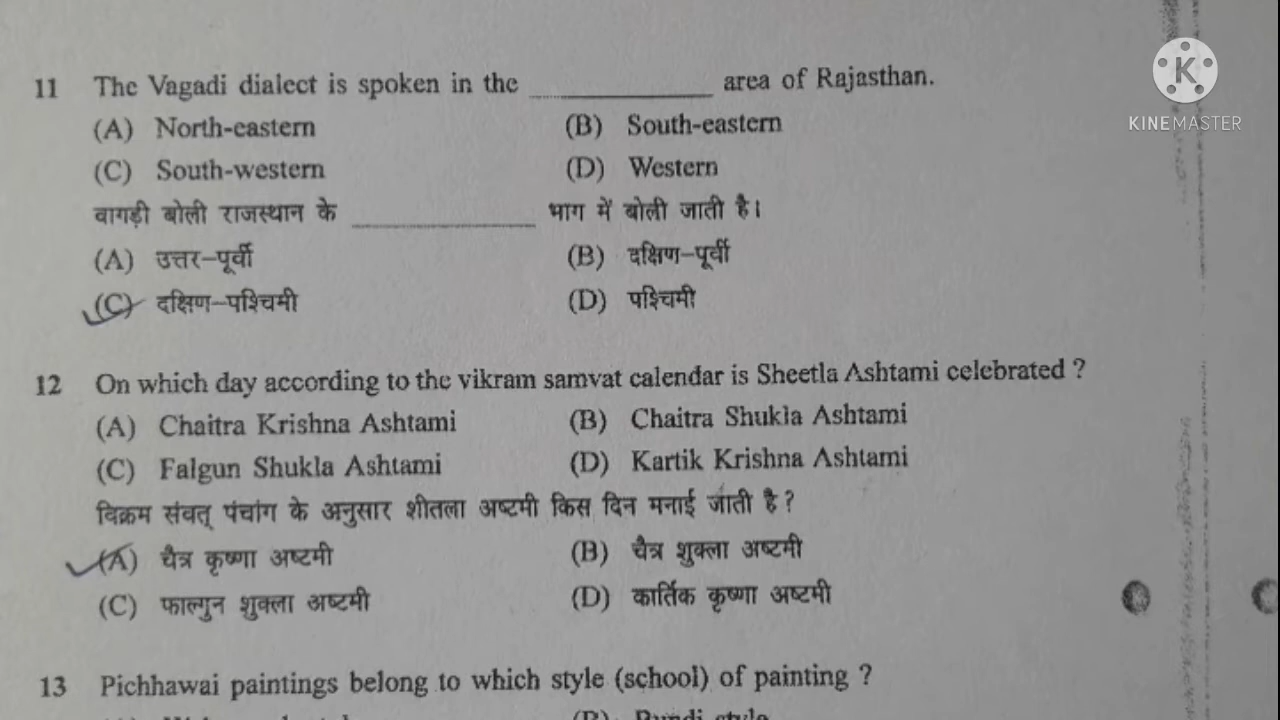 K
KINEMASTER
11 The Vagadi dialect is spoken in the ____________ area of Rajasthan.
(A) North-eastern (B) South-eastern
(C) South-western (D) Western
वागड़ी बोली राजस्थान के ____________ भाग में बोली जाती है।
(A) उत्तर-पूर्वी (B) दक्षिण-पूर्वी
(C) दक्षिण-पश्चिमी (D) पश्चिमी
12 On which day according to the vikram samvat calendar is Sheetla Ashtami celebrated ?
(A) Chaitra Krishna Ashtami (B) Chaitra Shukla Ashtami
(C) Falgun Shukla Ashtami (D) Kartik Krishna Ashtami
विक्रम संवत् पंचांग के अनुसार शीतला अष्टमी किस दिन मनाई जाती है ?
(A) चैत्र कृष्णा अष्टमी (B) चैत्र शुक्ला अष्टमी
(C) फाल्गुन शुक्ला अष्टमी (D) कार्तिक कृष्णा अष्टमी
13 Pichhawai paintings belong to which style (school) of painting ?
(B) Bundi style